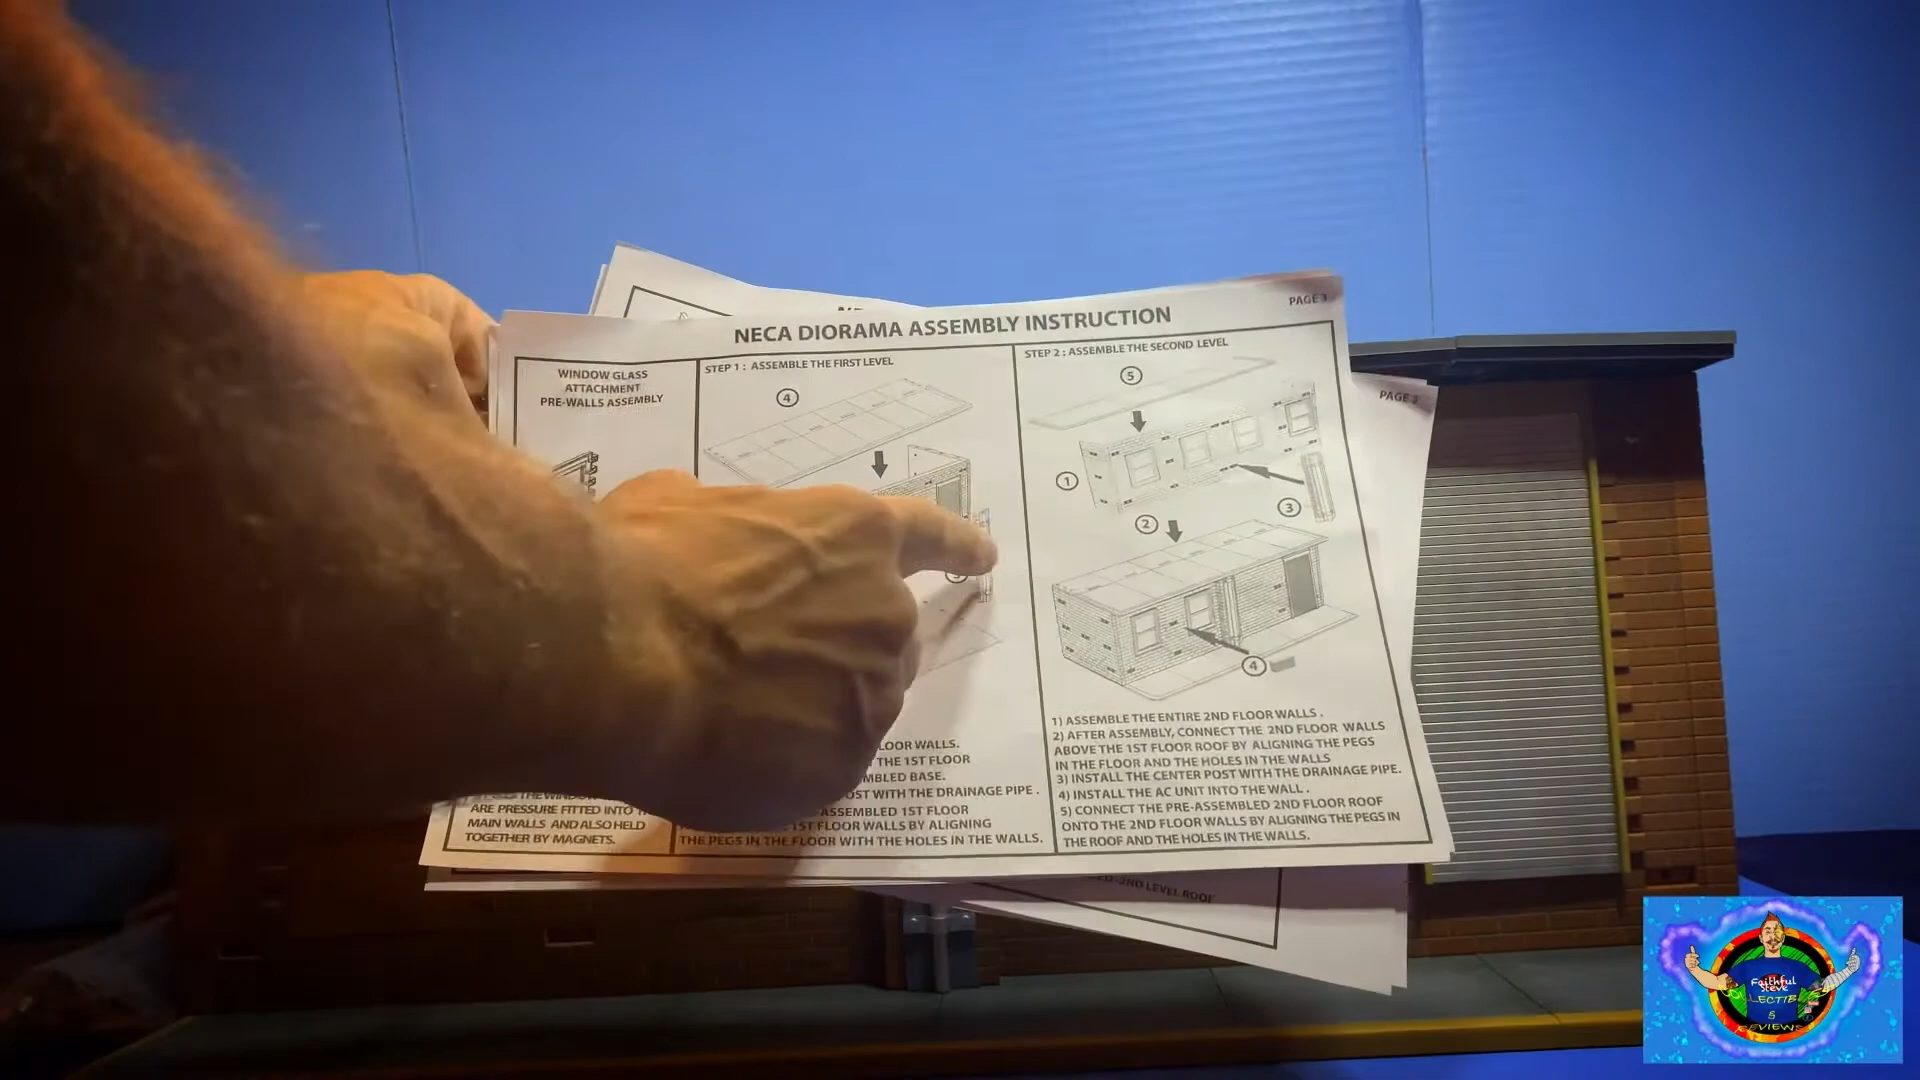 NECA DIORAMA ASSEMBLY INSTRUCTION
PAGE 3
PAGE 2
WINDOW GLASS
ATTACHMENT
PRE-WALLS ASSEMBLY
ARE PRESSURE FITTED INTO
MAIN WALLS AND ALSO HELD
TOGETHER BY MAGNETS.
STEP 1 : ASSEMBLE THE FIRST LEVEL
4
LOOR WALLS.
THE 1ST FLOOR
MBLED BASE.
OST WITH THE DRAINAGE PIPE .
ASSEMBLED 1ST FLOOR
1ST FLOOR WALLS BY ALIGNING
THE PEGS IN THE FLOOR WITH THE HOLES IN THE WALLS.
STEP 2 : ASSEMBLE THE SECOND LEVEL
5
1
2
3
4
1) ASSEMBLE THE ENTIRE 2ND FLOOR WALLS .
2) AFTER ASSEMBLY, CONNECT THE 2ND FLOOR WALLS
ABOVE THE 1ST FLOOR ROOF BY ALIGNING THE PEGS
IN THE FLOOR AND THE HOLES IN THE WALLS
3) INSTALL THE CENTER POST WITH THE DRAINAGE PIPE.
4) INSTALL THE AC UNIT INTO THE WALL .
5) CONNECT THE PRE-ASSEMBLED 2ND FLOOR ROOF
ONTO THE 2ND FLOOR WALLS BY ALIGNING THE PEGS IN
THE ROOF AND THE HOLES IN THE WALLS.
2ND LEVEL ROOF
Faithful
Steve